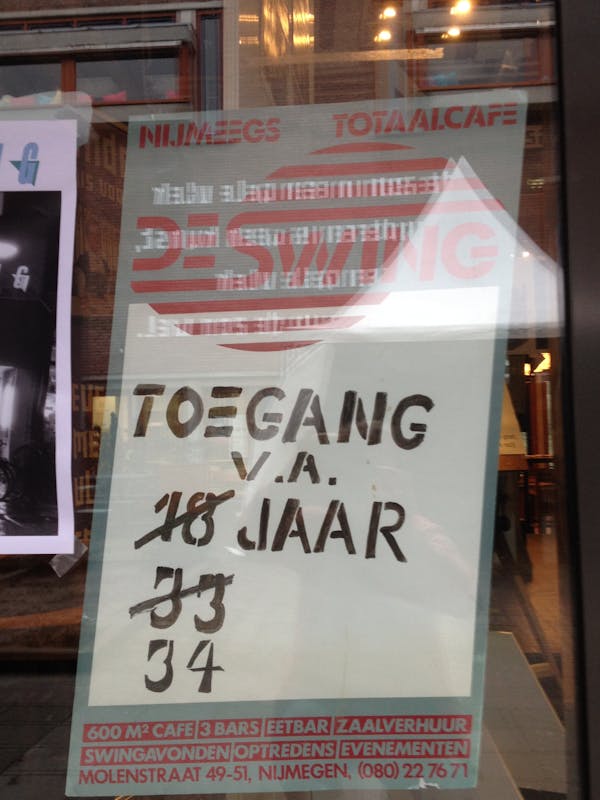 NIJMEEGS TOTAALCAFE
DE SWING
TOEGANG
V.A.
18 JAAR
33
34
600 M² CAFE 3 BARS EETBAR ZAALVERHUUR
SWINGAVONDEN OPTREDENS EVENEMENTEN
MOLENSTRAAT 49-51, NIJMEGEN, (080) 22 76 71